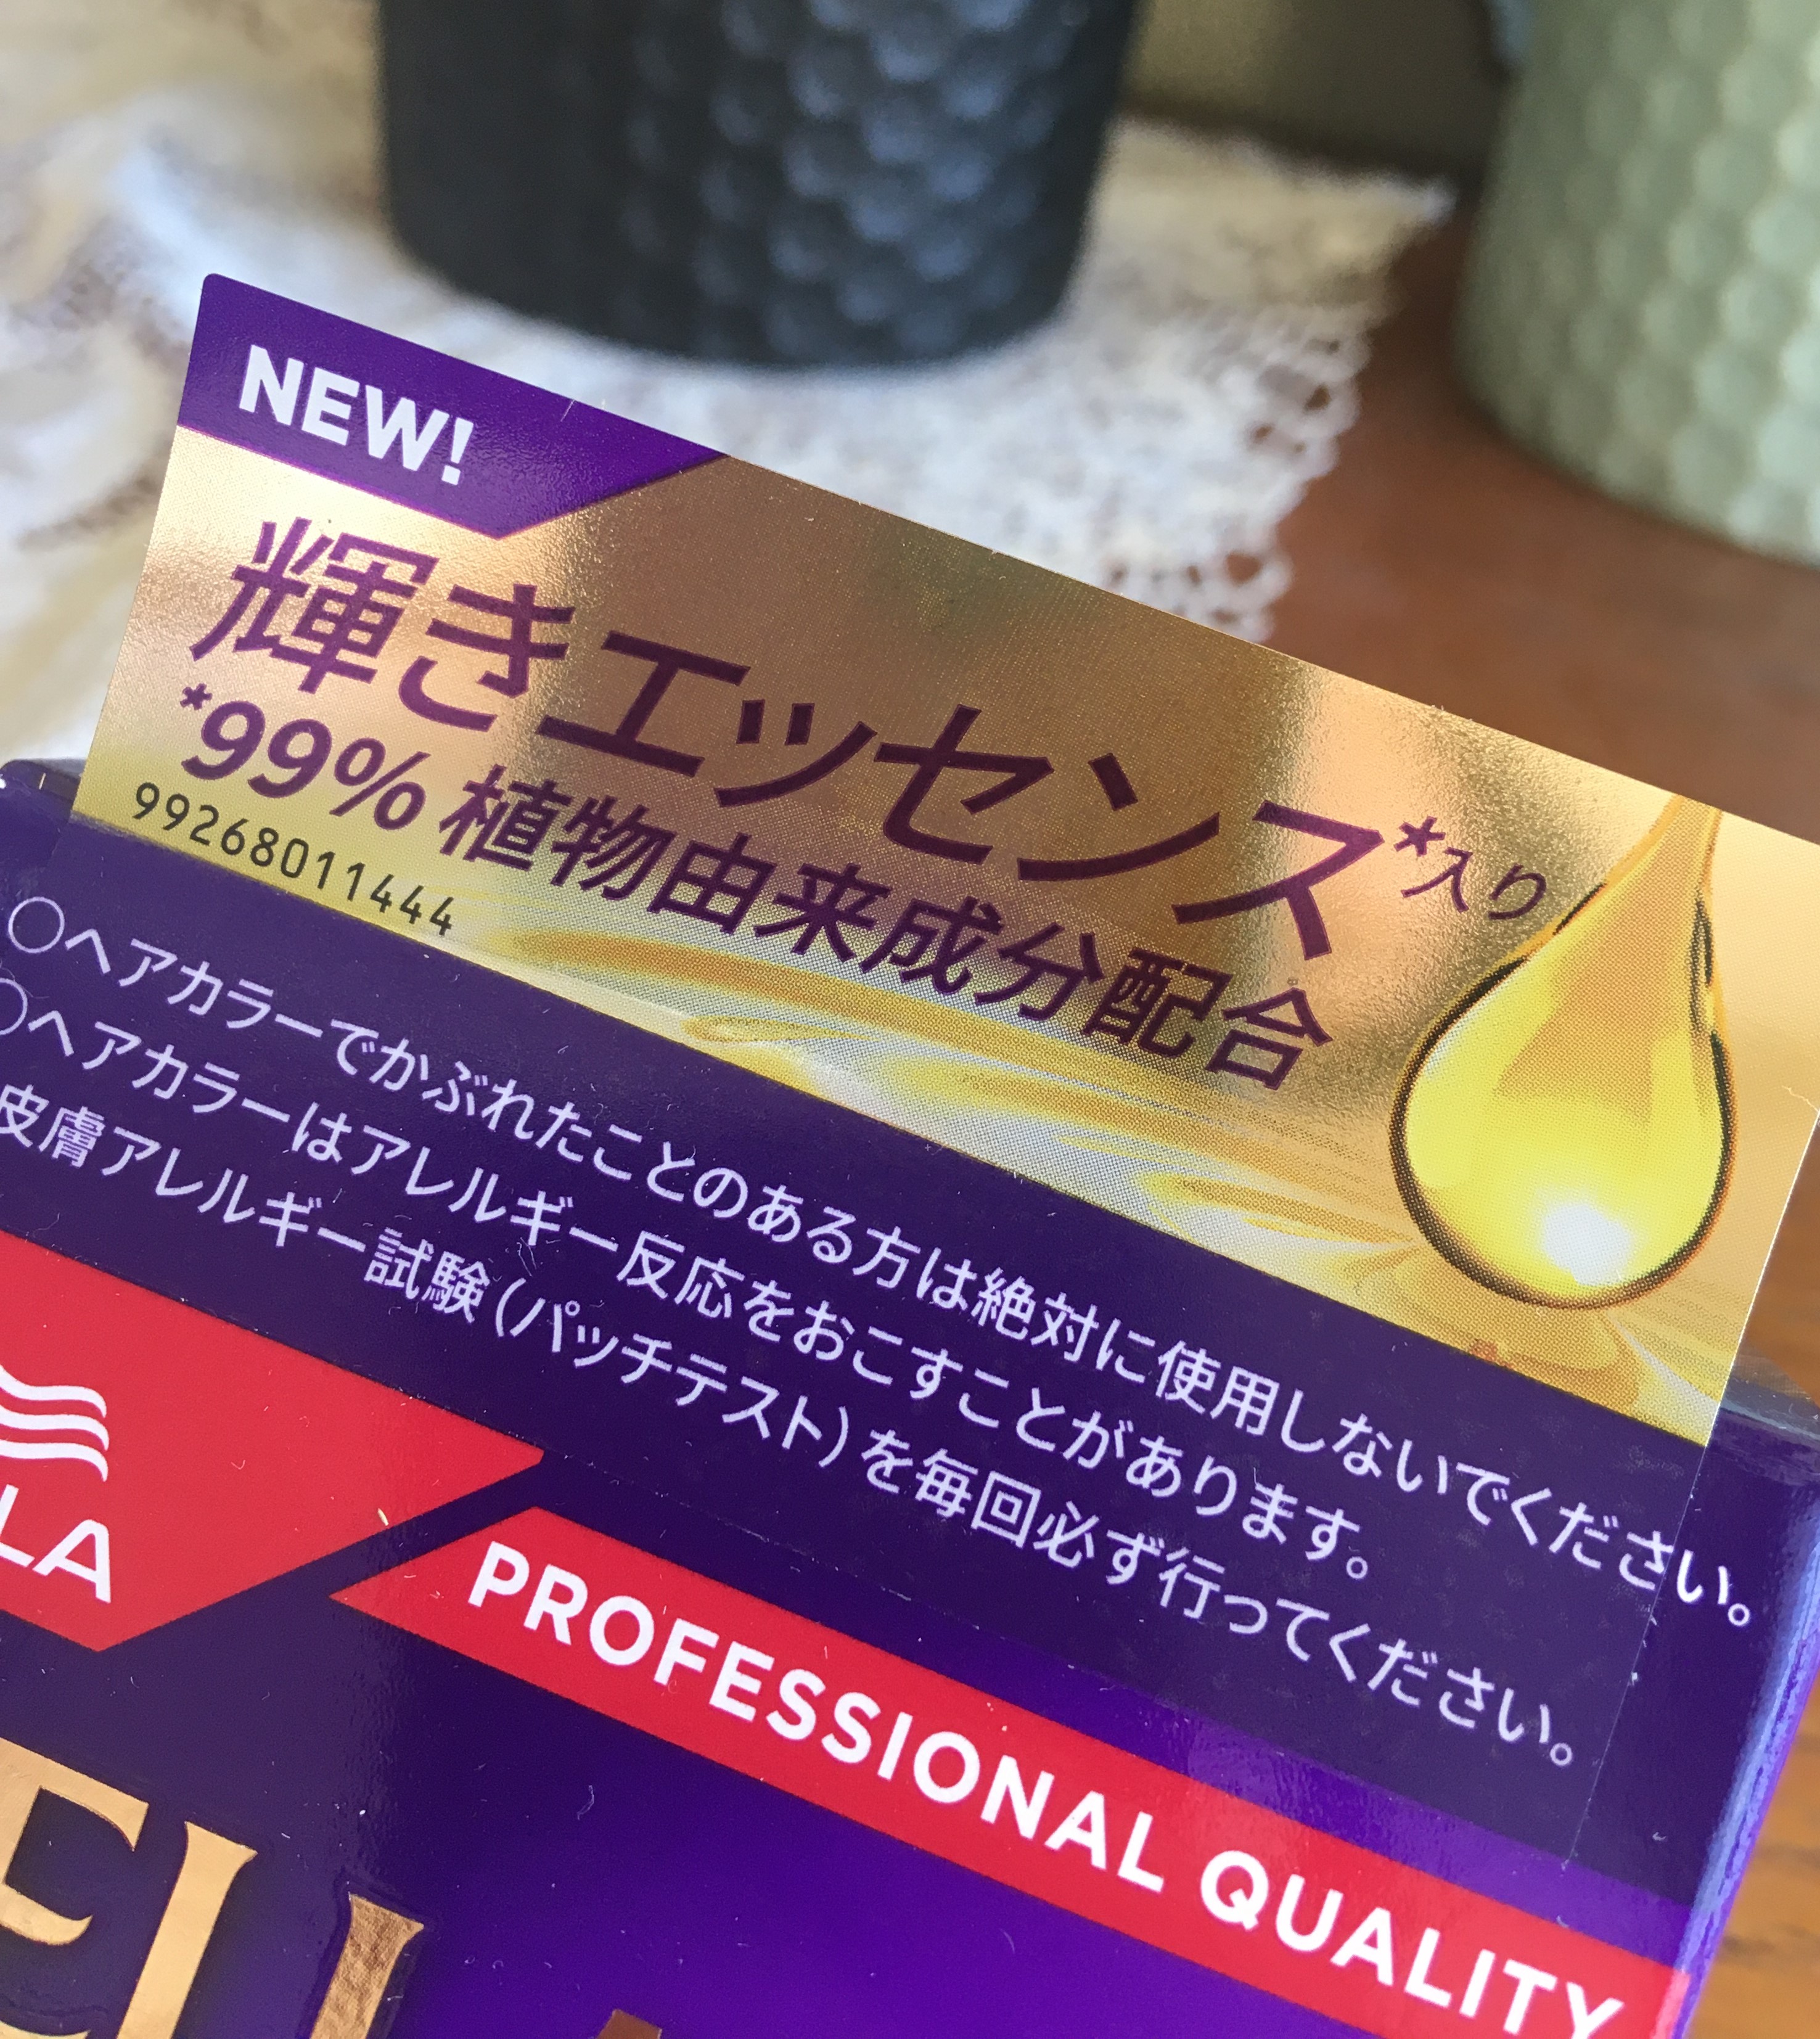 NEW!
輝きエッセンス*入り
*99%植物由来成分配合
99268011444
○ヘアカラーでかぶれたことのある方は絶対に使用しないでください。
○ヘアカラーはアレルギー反応をおこすことがあります。
皮膚アレルギー試験(パッチテスト)を毎回必ず行ってください。
LA
PROFESSIONAL QUALITY